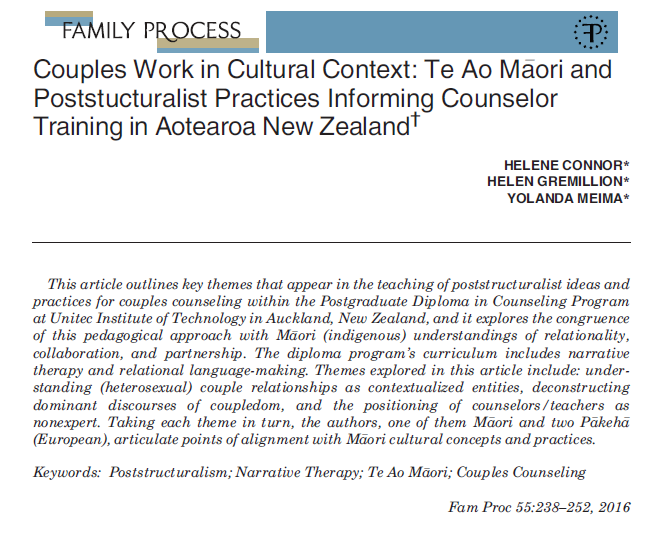 FAMILY PROCESS
Couples Work in Cultural Context: Te Ao Māori and
Poststucturalist Practices Informing Counselor
Training in Aotearoa New Zealand†
HELENE CONNOR*
HELEN GREMILLION*
YOLANDA MEIMA*
This article outlines key themes that appear in the teaching of poststructuralist ideas and
practices for couples counseling within the Postgraduate Diploma in Counseling Program
at Unitec Institute of Technology in Auckland, New Zealand, and it explores the congruence
of this pedagogical approach with Māori (indigenous) understandings of relationality,
collaboration, and partnership. The diploma program's curriculum includes narrative
therapy and relational language-making. Themes explored in this article include: under-
standing (heterosexual) couple relationships as contextualized entities, deconstructing
dominant discourses of coupledom, and the positioning of counselors/teachers as
nonexpert. Taking each theme in turn, the authors, one of them Māori and two Pākehā
(European), articulate points of alignment with Māori cultural concepts and practices.
Keywords: Poststructuralism; Narrative Therapy; Te Ao Māori; Couples Counseling
Fam Proc 55:238–252, 2016